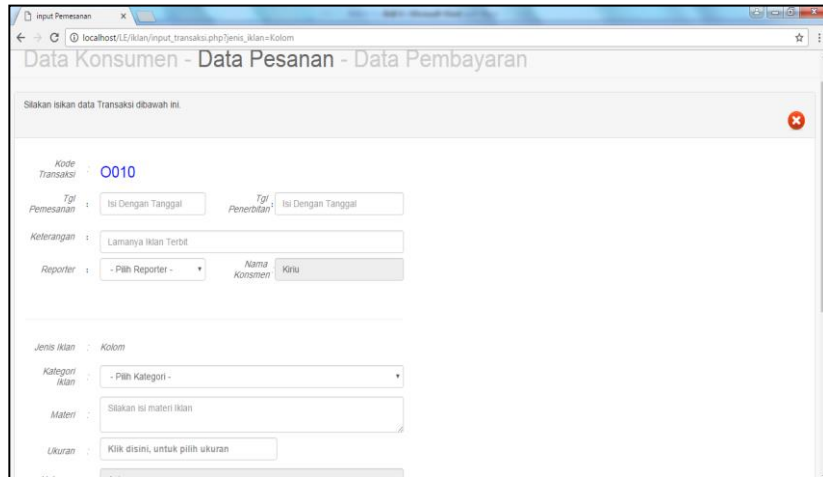 input Pemesanan
localhost/LE/iklan/input_transaksi.php?jenis_iklan=Kolom
Data Konsumen - Data Pesanan - Data Pembayaran
Silakan isikan data Transaksi dibawah ini.
Kode Transaksi : O010
Tgl Pemesanan : Isi Dengan Tanggal Tgl Penerbitan : Isi Dengan Tanggal
Keterangan : Lamanya Iklan Terbit
Reporter : - Pilih Reporter - Nama Konsmen Kiriu
Jenis Iklan : Kolom
Kategori Iklan : - Pilih Kategori -
Materi : Silakan isi materi Iklan
Ukuran : Klik disini, untuk pilih ukuran